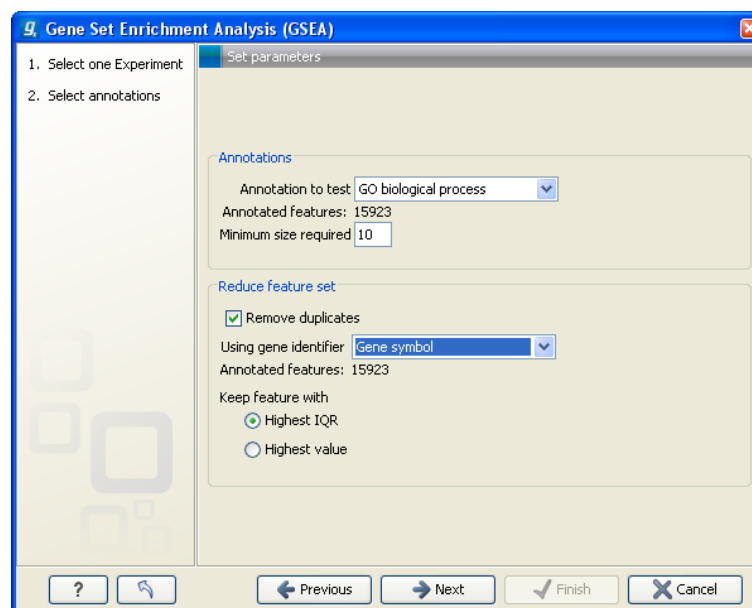 Gene Set Enrichment Analysis (GSEA)
1. Select one Experiment
2. Select annotations
Set parameters
Annotations
Annotation to test GO biological process
Annotated features: 15923
Minimum size required 10
Reduce feature set
Remove duplicates
Using gene identifier Gene symbol
Annotated features: 15923
Keep feature with
Highest IQR
Highest value
? Previous Next Finish Cancel